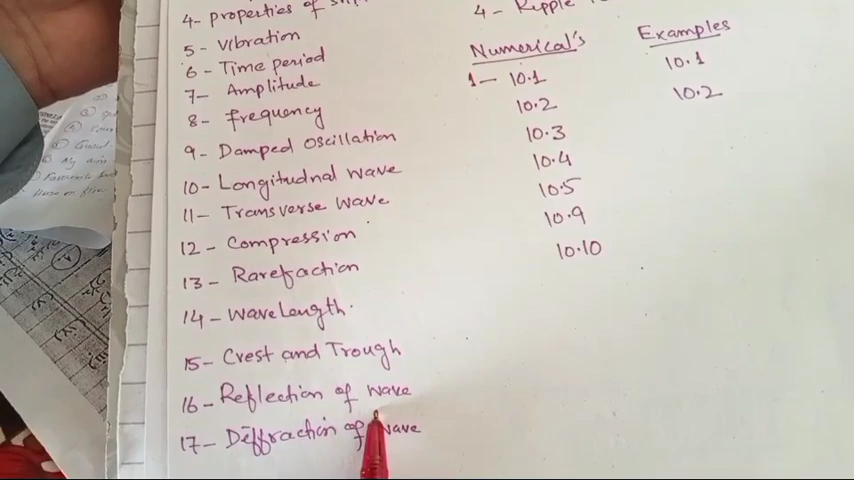 4- properties of
5 - vibration
6 - Time period
7- Amplitude
8 - frequency
9 - Damped Oscillation
10 - Longitudnal wave
11- Transverse wave
12 - Compression
13 - Rarefaction
14 - WaveLength.
15 - Crest and Trough
16 - Reflection of wave
17 - Diffraction of wave
4 - Ripple
Numerical's
1- 10.1
10.2
10.3
10.4
10.5
10.9
10.10
Examples
10.1
10.2